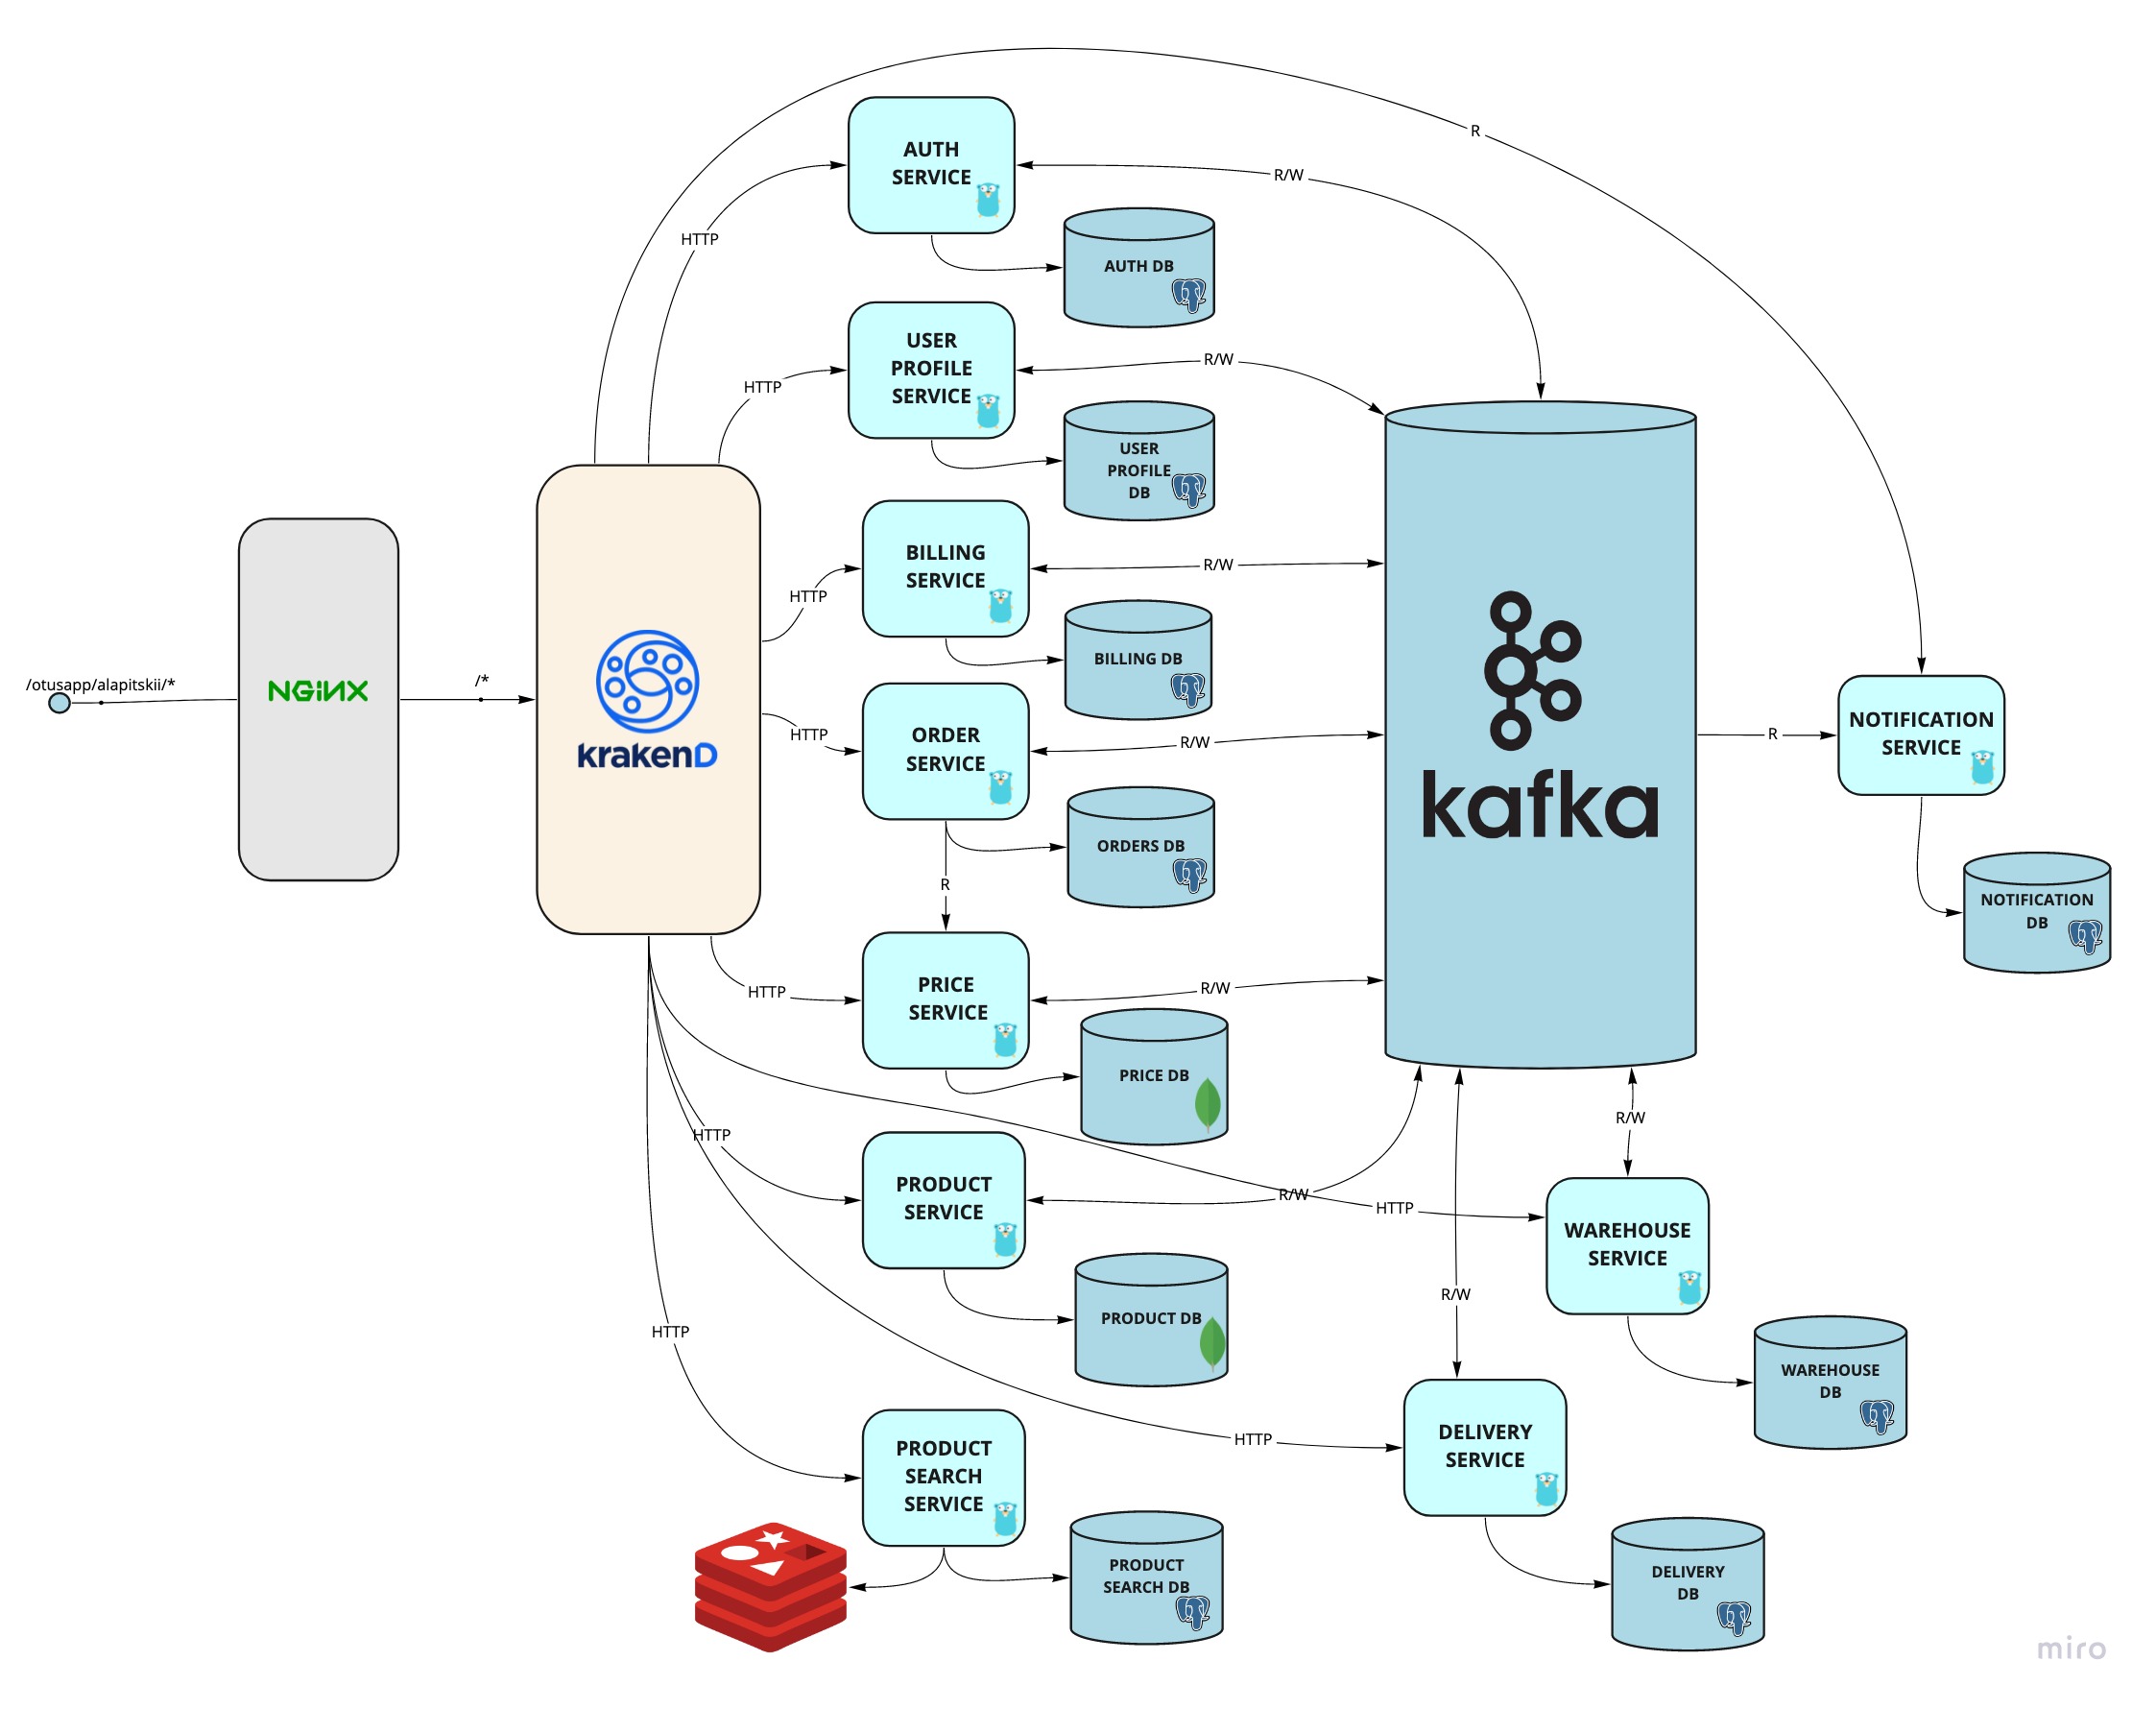 R
AUTH
SERVICE
R/W
HTTP
AUTH DB
USER
PROFILE
SERVICE
R/W
HTTP
USER
PROFILE
DB
BILLING
SERVICE
R/W
HTTP
BILLING DB
/otusapp/alapitskii/*
NGINX
/*
krakenD
ORDER
SERVICE
HTTP
R/W
ORDERS DB
kafka
R
NOTIFICATION
SERVICE
NOTIFICATION
DB
R
PRICE
SERVICE
HTTP
R/W
PRICE DB
HTTP
PRODUCT
SERVICE
R/W
HTTP
R/W
WAREHOUSE
SERVICE
PRODUCT DB
R/W
HTTP
WAREHOUSE
DB
HTTP
DELIVERY
SERVICE
PRODUCT
SEARCH
SERVICE
PRODUCT
SEARCH DB
DELIVERY
DB
miro